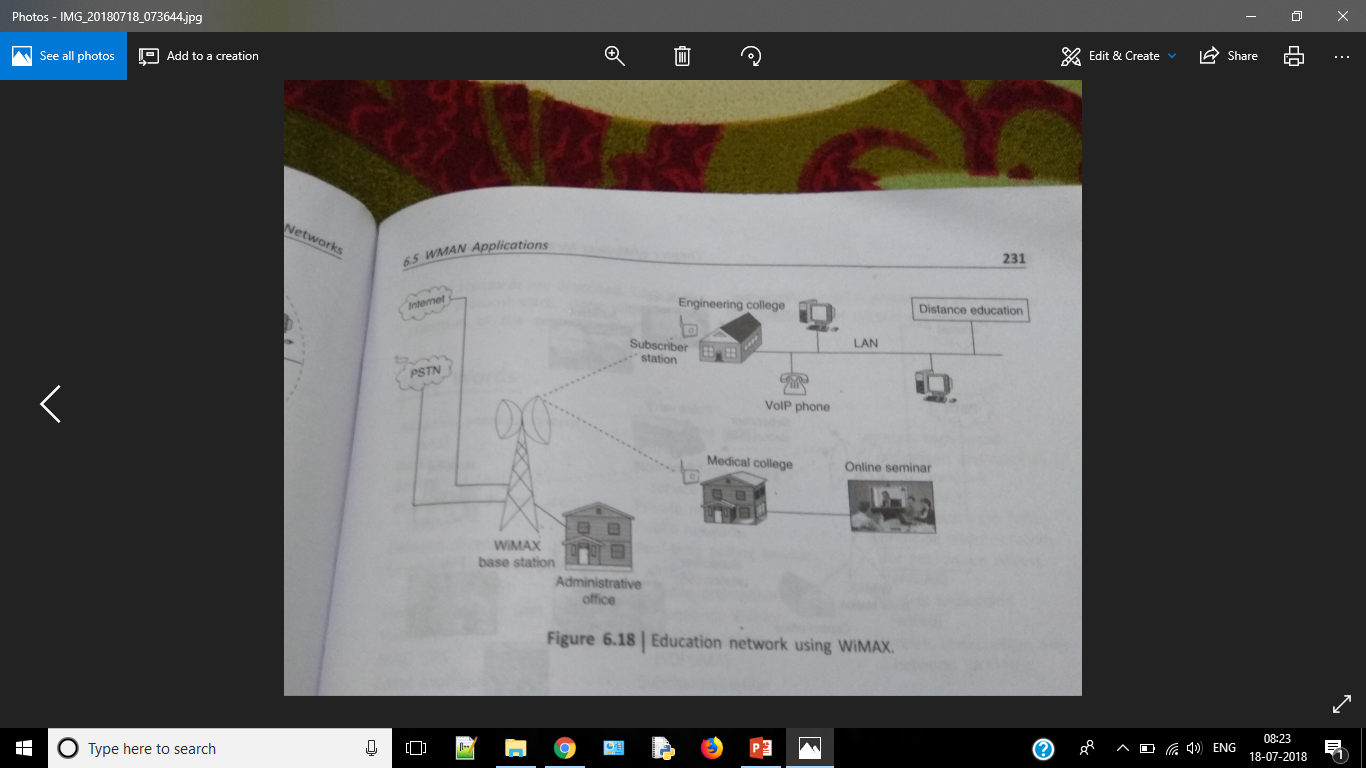 Photos - IMG_20180718_073644.jpg
See all photos
Add to a creation
Edit & Create
Share
Networks
6.5 WMAN Applications
231
Internet
PSTN
Engineering college
Subscriber
station
Distance education
LAN
VoIP phone
Medical college
Online seminar
WiMAX
base station
Administrative
office
Figure 6.18 | Education network using WiMAX.
Type here to search
ENG
08:23
18-07-2018
1